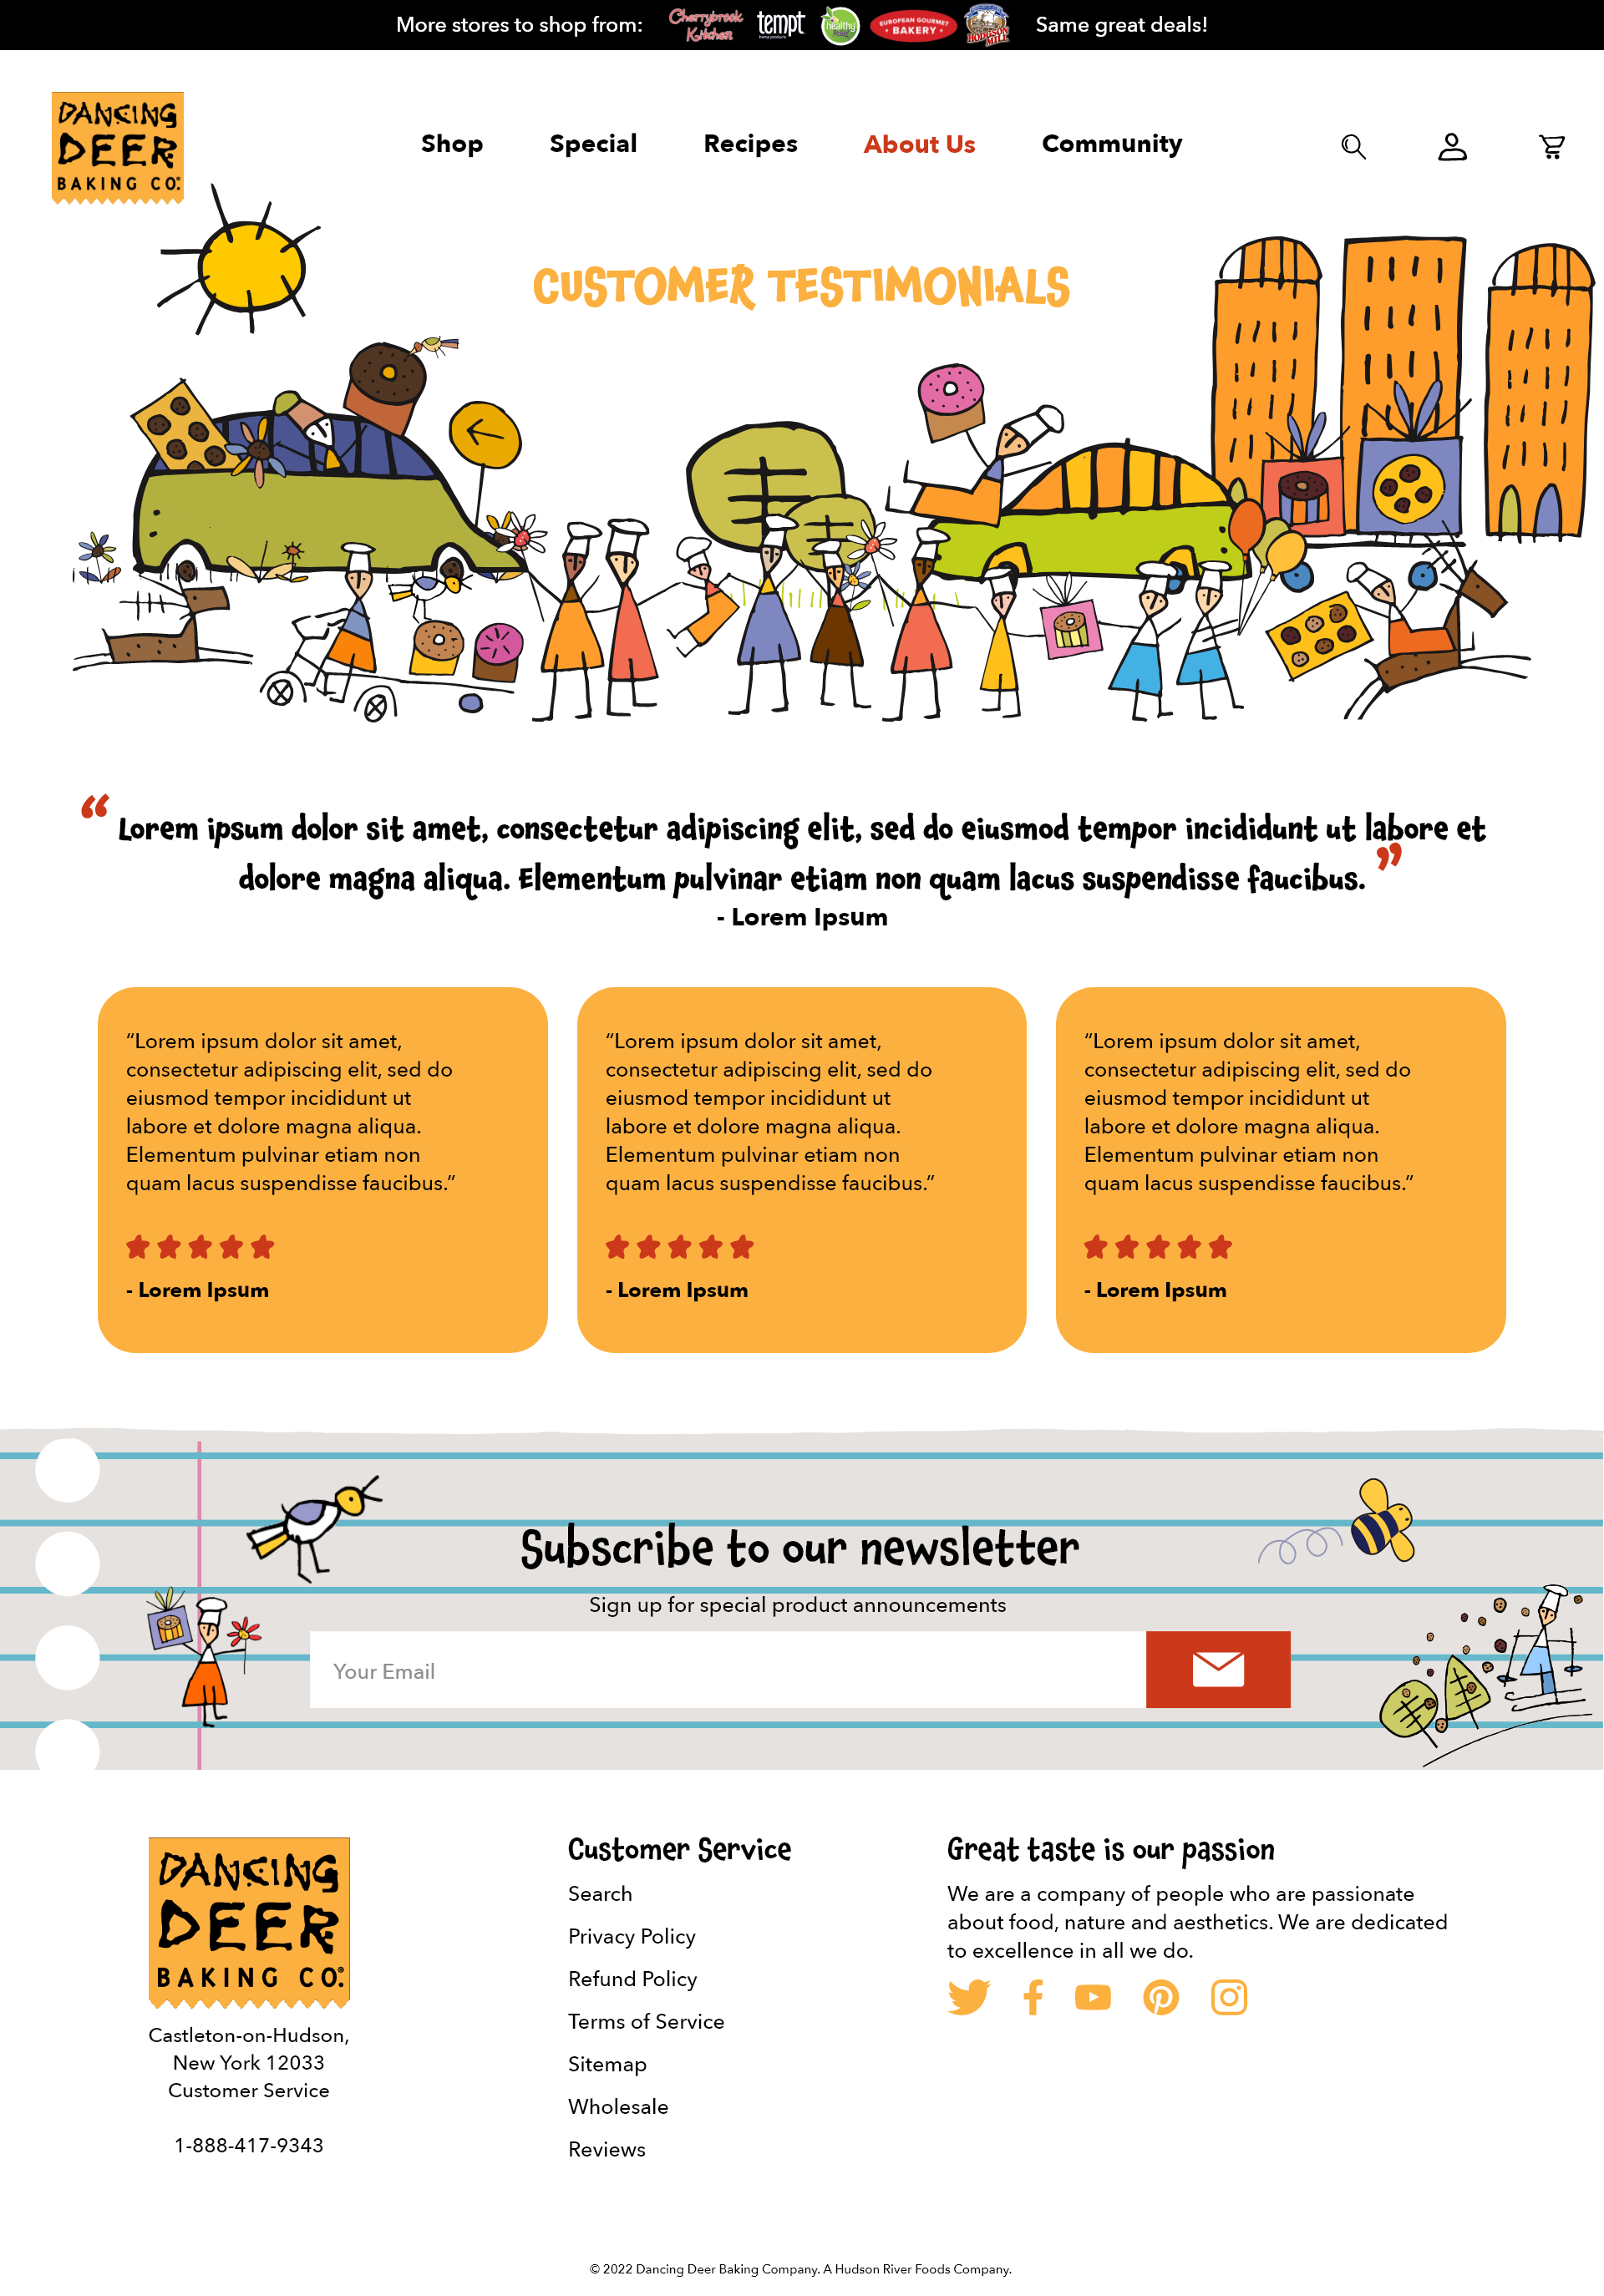 More stores to shop from:
Cherrybrook
Kitchen
tempt
healthy
EUROPEAN GOURMET
BAKERY
HODGSON
MILL
Same great deals!
DANCING
DEER
BAKING CO.
Shop
Special
Recipes
About Us
Community
CUSTOMER TESTIMONIALS
“ Lorem ipsum dolor sit amet, consectetur adipiscing elit, sed do eiusmod tempor incididunt ut labore et
dolore magna aliqua. Elementum pulvinar etiam non quam lacus suspendisse faucibus. ”
- Lorem Ipsum
“Lorem ipsum dolor sit amet,
consectetur adipiscing elit, sed do
eiusmod tempor incididunt ut
labore et dolore magna aliqua.
Elementum pulvinar etiam non
quam lacus suspendisse faucibus.”
- Lorem Ipsum
“Lorem ipsum dolor sit amet,
consectetur adipiscing elit, sed do
eiusmod tempor incididunt ut
labore et dolore magna aliqua.
Elementum pulvinar etiam non
quam lacus suspendisse faucibus.”
- Lorem Ipsum
“Lorem ipsum dolor sit amet,
consectetur adipiscing elit, sed do
eiusmod tempor incididunt ut
labore et dolore magna aliqua.
Elementum pulvinar etiam non
quam lacus suspendisse faucibus.”
- Lorem Ipsum
Subscribe to our newsletter
Sign up for special product announcements
Your Email
DANCING
DEER
BAKING CO.®
Castleton-on-Hudson,
New York 12033
Customer Service
1-888-417-9343
Customer Service
Search
Privacy Policy
Refund Policy
Terms of Service
Sitemap
Wholesale
Reviews
Great taste is our passion
We are a company of people who are passionate
about food, nature and aesthetics. We are dedicated
to excellence in all we do.
© 2022 Dancing Deer Baking Company. A Hudson River Foods Company.